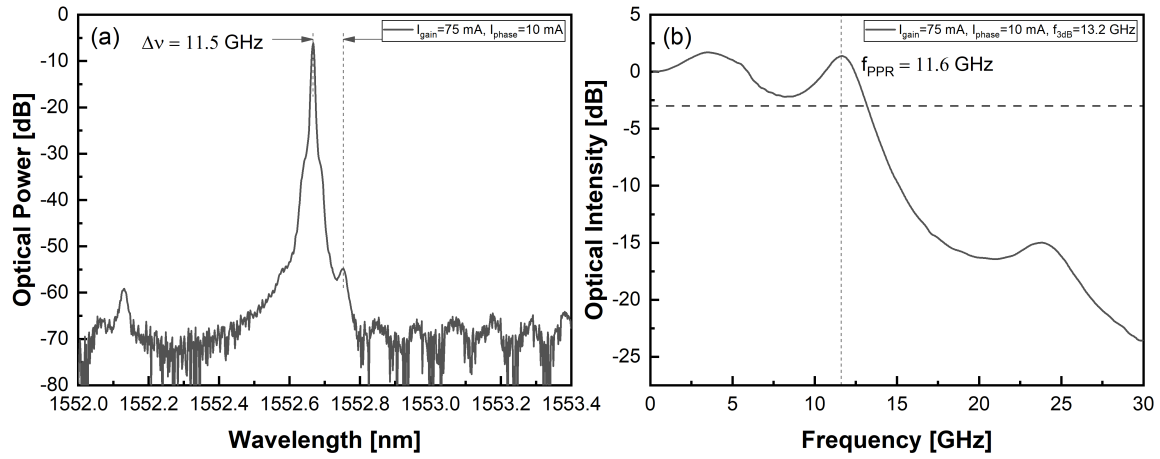 (a)
I_gain=75 mA, I_phase=10 mA
Δν = 11.5 GHz
Optical Power [dB]
0
-10
-20
-30
-40
-50
-60
-70
-80
1552.0 1552.2 1552.4 1552.6 1552.8 1553.0 1553.2 1553.4
Wavelength [nm]
(b)
I_gain=75 mA, I_phase=10 mA, f_3dB=13.2 GHz
f_PPR = 11.6 GHz
Optical Intensity [dB]
5
0
-5
-10
-15
-20
-25
0 5 10 15 20 25 30
Frequency [GHz]